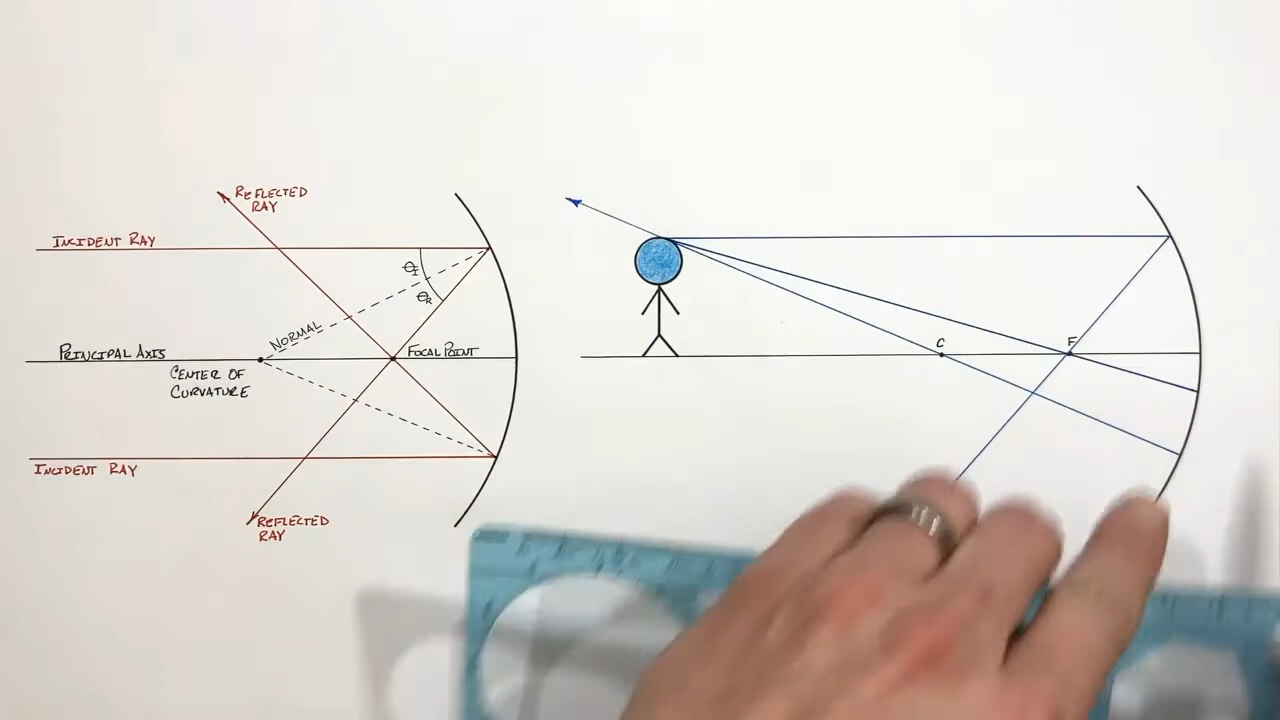 REFLECTED
RAY
INCIDENT RAY
θI
θR
NORMAL
PRINCIPAL AXIS
FOCAL POINT
CENTER OF
CURVATURE
INCIDENT RAY
REFLECTED
RAY
C
F